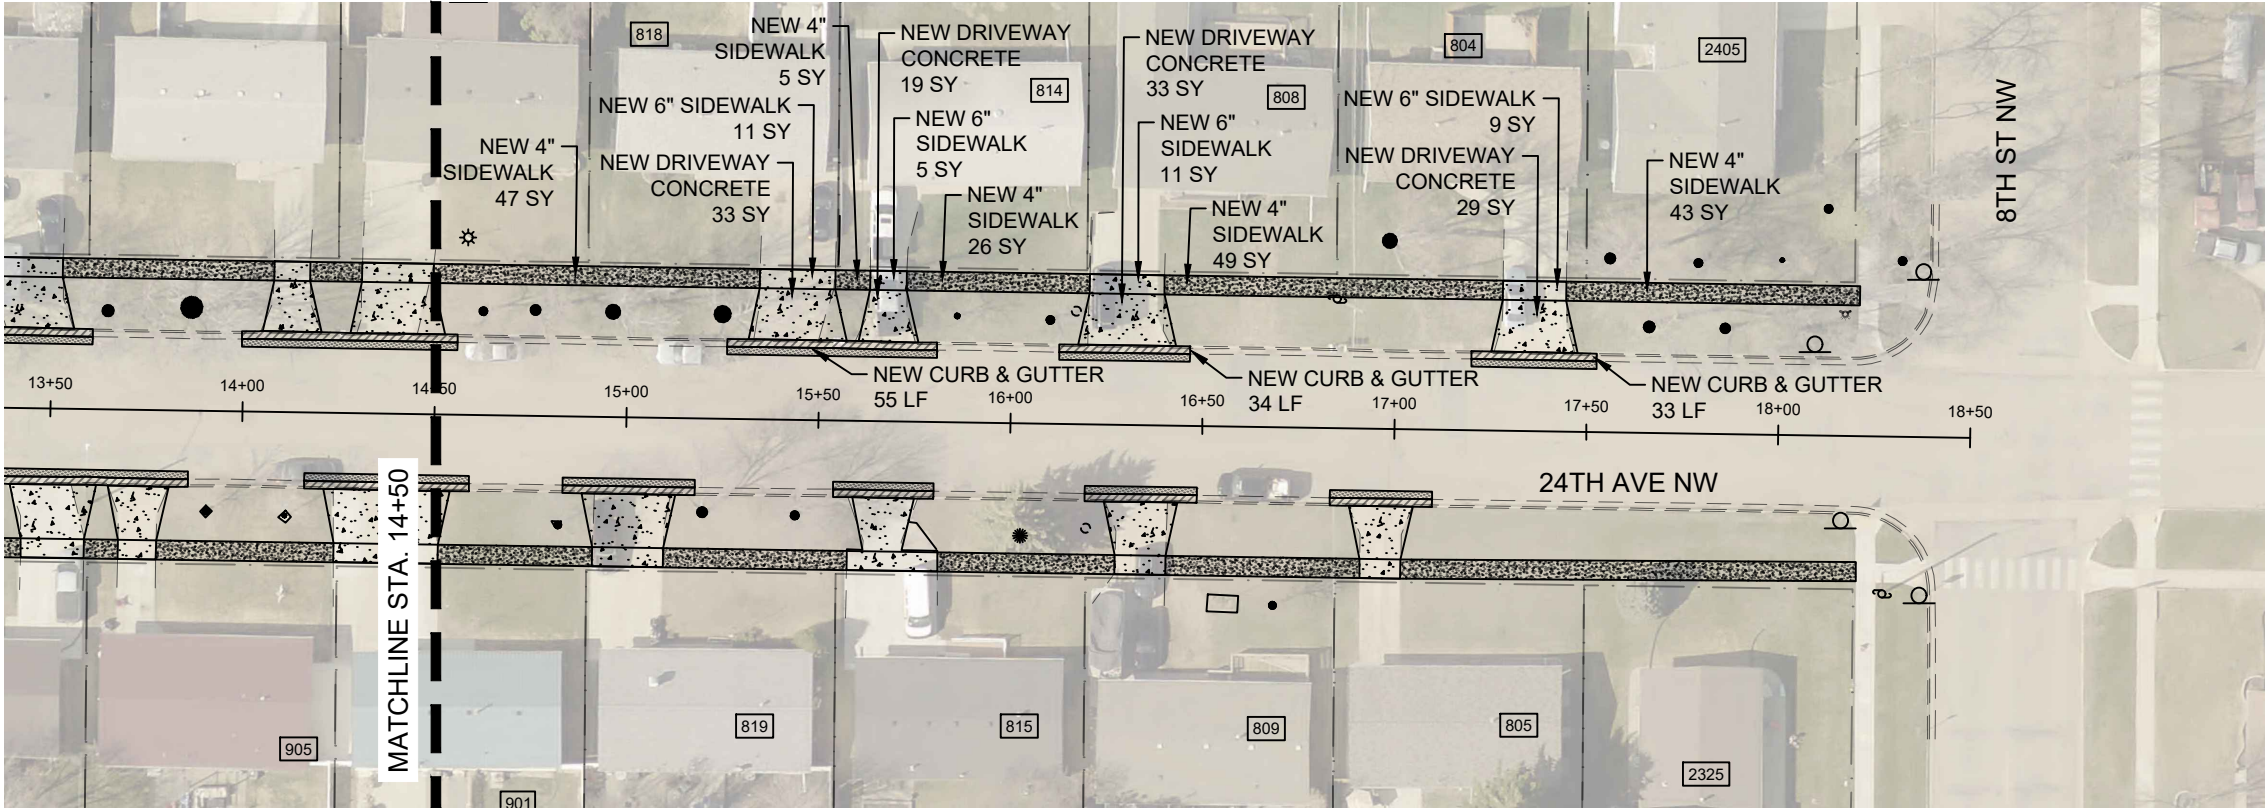 818
NEW 4"
SIDEWALK
5 SY
NEW DRIVEWAY
CONCRETE
19 SY
814
NEW DRIVEWAY
CONCRETE
33 SY
808
804
2405
8TH ST NW
NEW 6" SIDEWALK
11 SY
NEW 4"
SIDEWALK
47 SY
NEW DRIVEWAY
CONCRETE
33 SY
NEW 6"
SIDEWALK
5 SY
NEW 4"
SIDEWALK
26 SY
NEW 6"
SIDEWALK
11 SY
NEW 4"
SIDEWALK
49 SY
NEW 6" SIDEWALK
9 SY
NEW DRIVEWAY
CONCRETE
29 SY
NEW 4"
SIDEWALK
43 SY
NEW CURB & GUTTER
55 LF
NEW CURB & GUTTER
34 LF
NEW CURB & GUTTER
33 LF
13+50
14+00
14+50
15+00
15+50
16+00
16+50
17+00
17+50
18+00
18+50
24TH AVE NW
MATCHLINE STA. 14+50
905
901
819
815
809
805
2325